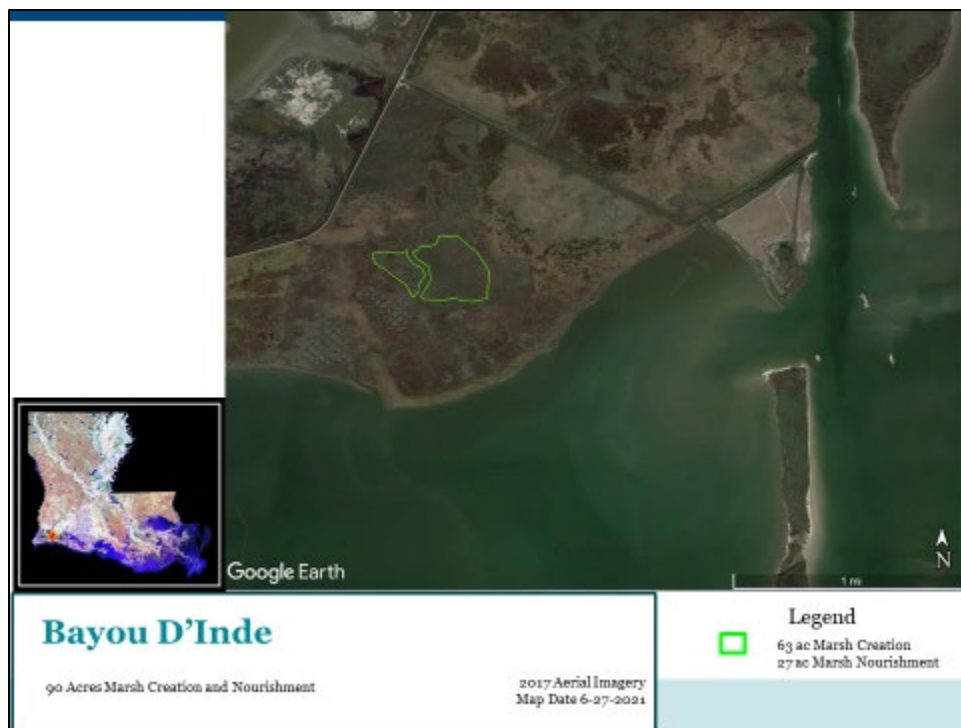 Google Earth
N
1 mi
Bayou D'Inde
90 Acres Marsh Creation and Nourishment
2017 Aerial Imagery
Map Date 6-27-2021
Legend
63 ac Marsh Creation
27 ac Marsh Nourishment